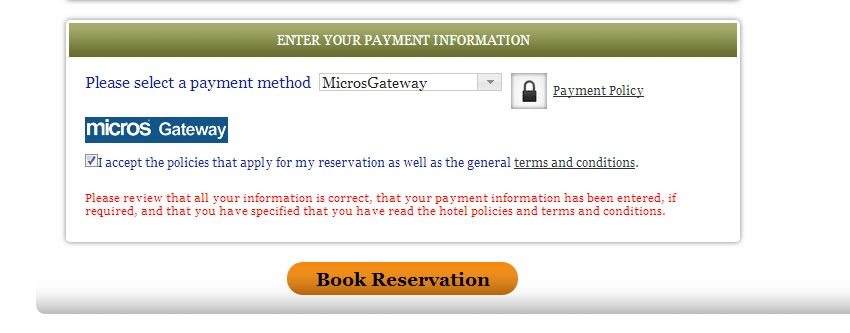 ENTER YOUR PAYMENT INFORMATION
Please select a payment method MicrosGateway Payment Policy
micros Gateway
I accept the policies that apply for my reservation as well as the general terms and conditions.
Please review that all your information is correct, that your payment information has been entered, if
required, and that you have specified that you have read the hotel policies and terms and conditions.
Book Reservation